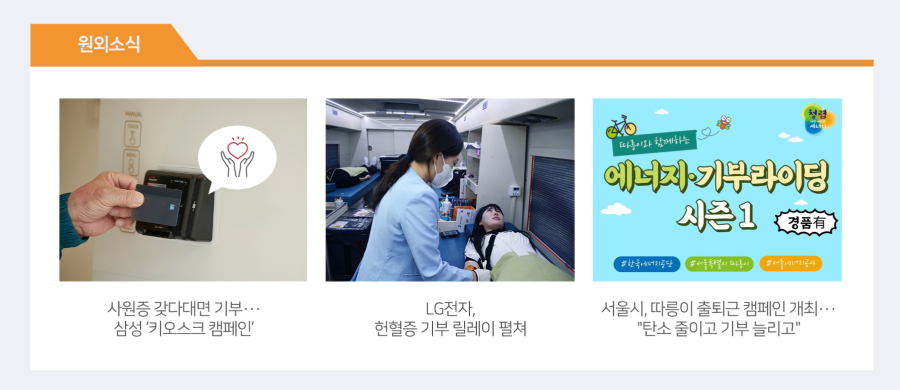 원외소식
청렴
에너지
따릉이와 함께하는
에너지·기부라이딩
시즌 1
경품有
#한국에너지공단 #서울특별시 따릉이 #서울에너지공사
사원증 갖다대면 기부···
삼성 '키오스크 캠페인'
LG전자,
헌혈증 기부 릴레이 펼쳐
서울시, 따릉이 출퇴근 캠페인 개최···
"탄소 줄이고 기부 늘리고"